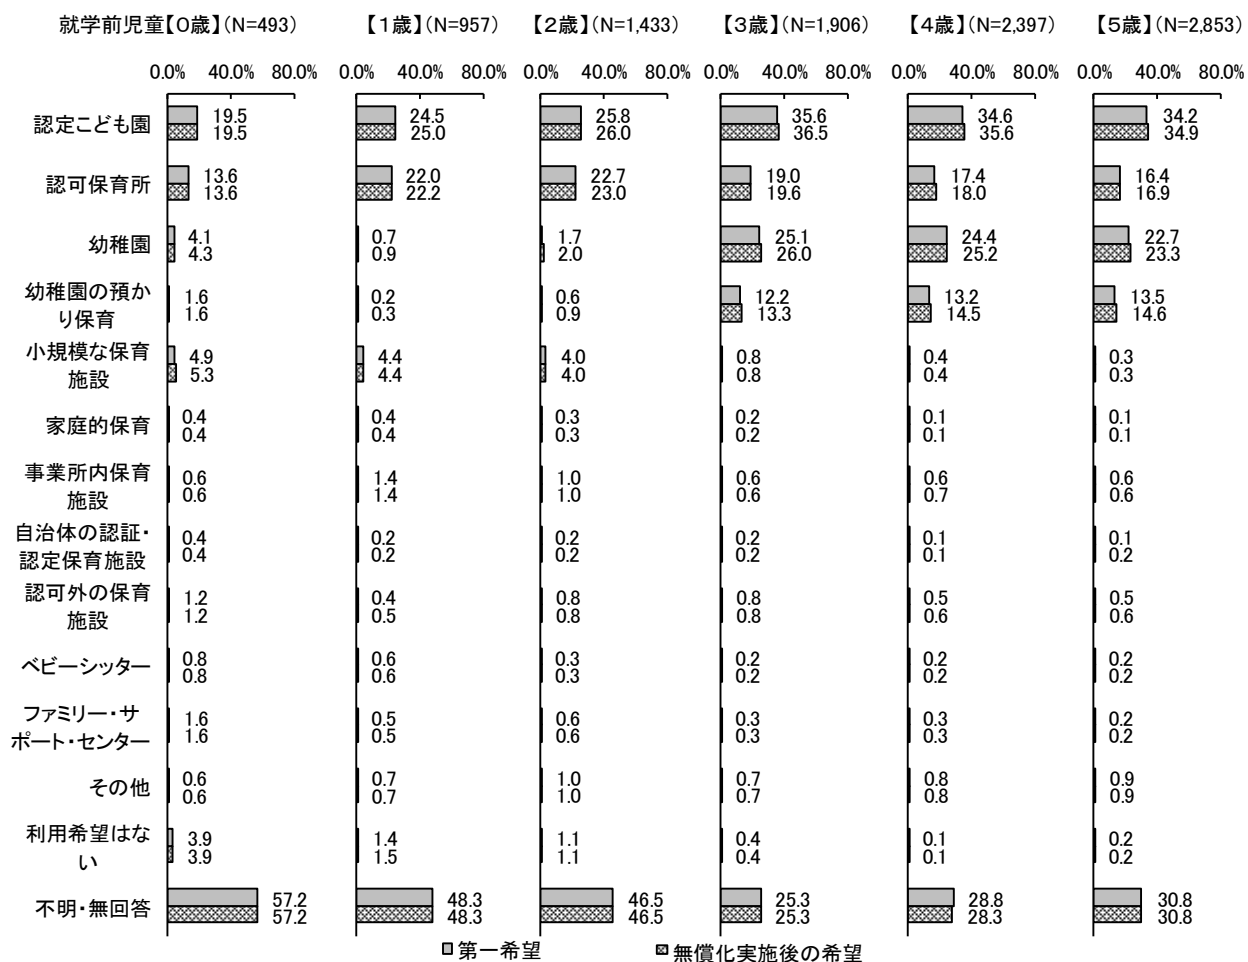 就学前児童【0歳】(N=493) 【1歳】(N=957) 【2歳】(N=1,433) 【3歳】(N=1,906) 【4歳】(N=2,397) 【5歳】(N=2,853)
0.0% 40.0% 80.0% 0.0% 40.0% 80.0% 0.0% 40.0% 80.0% 0.0% 40.0% 80.0% 0.0% 40.0% 80.0% 0.0% 40.0% 80.0%
認定こども園
19.5 24.5 25.8 35.6 34.6 34.2
19.5 25.0 26.0 36.5 35.6 34.9
認可保育所
13.6 22.0 22.7 19.0 17.4 16.4
13.6 22.2 23.0 19.6 18.0 16.9
幼稚園
4.1 0.7 1.7 25.1 24.4 22.7
4.3 0.9 2.0 26.0 25.2 23.3
幼稚園の預か
り保育
1.6 0.2 0.6 12.2 13.2 13.5
1.6 0.3 0.9 13.3 14.5 14.6
小規模な保育
施設
4.9 4.4 4.0 0.8 0.4 0.3
5.3 4.4 4.0 0.8 0.4 0.3
家庭的保育
0.4 0.4 0.3 0.2 0.1 0.1
0.4 0.4 0.3 0.2 0.1 0.1
事業所内保育
施設
0.6 1.4 1.0 0.6 0.6 0.6
0.6 1.4 1.0 0.6 0.7 0.6
自治体の認証・
認定保育施設
0.4 0.2 0.2 0.2 0.1 0.1
0.4 0.2 0.2 0.2 0.1 0.2
認可外の保育
施設
1.2 0.4 0.8 0.8 0.5 0.5
1.2 0.5 0.8 0.8 0.6 0.6
ベビーシッター
0.8 0.6 0.3 0.2 0.2 0.2
0.8 0.6 0.3 0.2 0.2 0.2
ファミリー・サ
ポート・センター
1.6 0.5 0.6 0.3 0.3 0.2
1.6 0.5 0.6 0.3 0.3 0.2
その他
0.6 0.7 1.0 0.7 0.8 0.9
0.6 0.7 1.0 0.7 0.8 0.9
利用希望はな
い
3.9 1.4 1.1 0.4 0.1 0.2
3.9 1.5 1.1 0.4 0.1 0.2
不明・無回答
57.2 48.3 46.5 25.3 28.8 30.8
57.2 48.3 46.5 25.3 28.3 30.8
第一希望 無償化実施後の希望